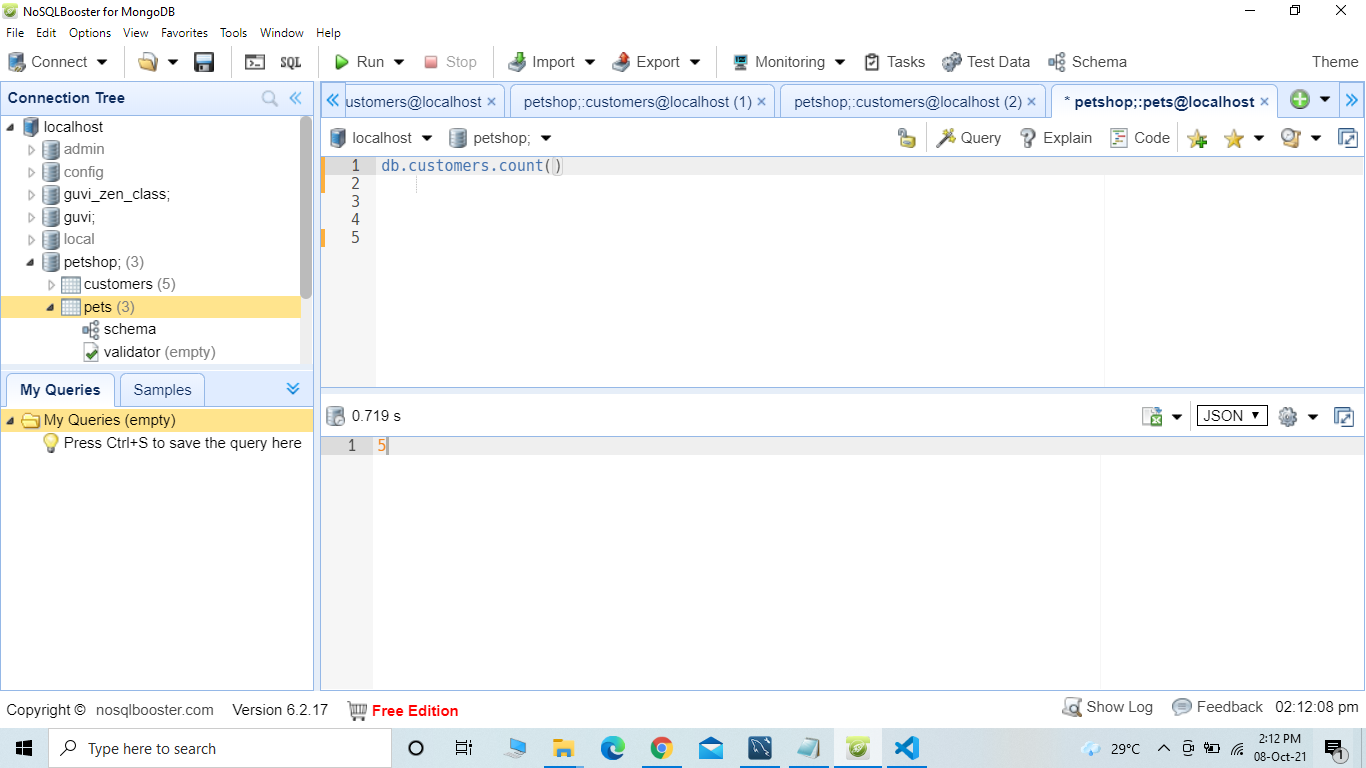 NoSQLBooster for MongoDB
File Edit Options View Favorites Tools Window Help
Connect SQL Run Stop Import Export Monitoring Tasks Test Data Schema Theme
Connection Tree
localhost
admin
config
guvi_zen_class;
guvi;
local
petshop; (3)
customers (5)
pets (3)
schema
validator (empty)
My Queries Samples
My Queries (empty)
Press Ctrl+S to save the query here
ustomers@localhost petshop;:customers@localhost (1) petshop;:customers@localhost (2) * petshop;:pets@localhost
localhost petshop; Query Explain Code
1 db.customers.count()
2
3
4
5
0.719 s JSON
1 5
Copyright © nosqlbooster.com Version 6.2.17 Free Edition Show Log Feedback 02:12:08 pm
Type here to search 29°C 2:12 PM
08-Oct-21 1